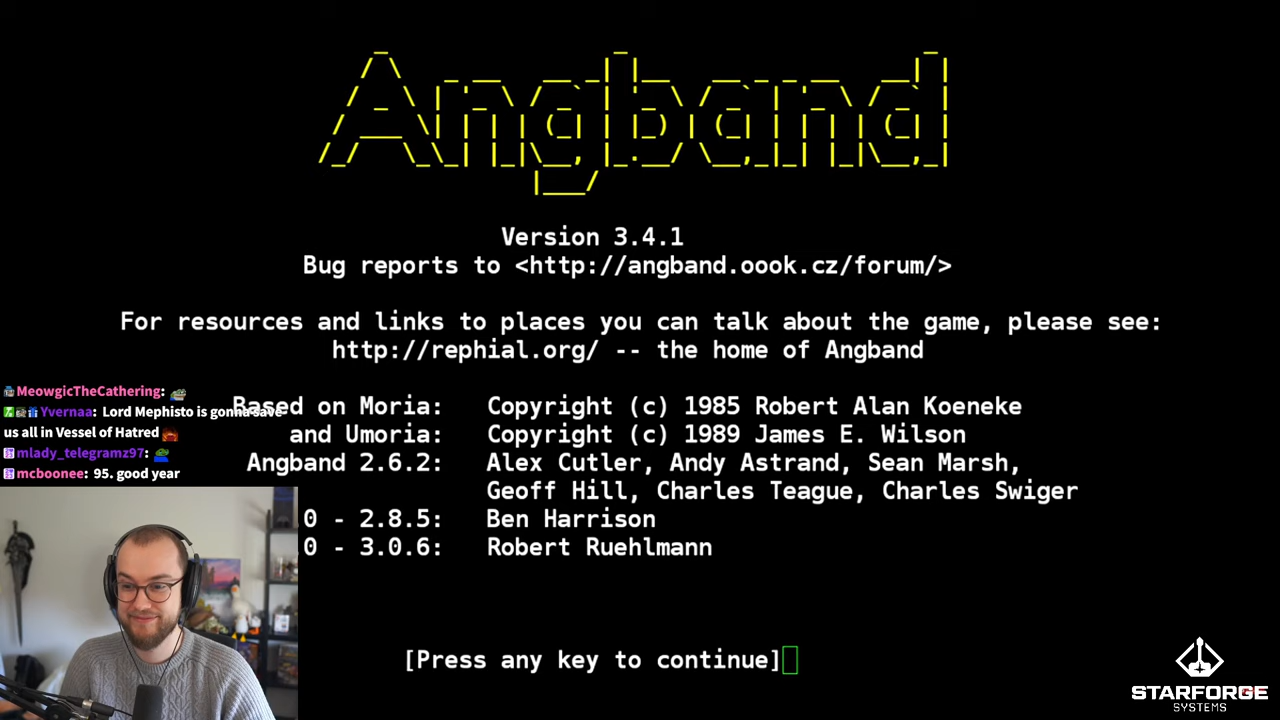 Angband
Version 3.4.1
Bug reports to <http://angband.oook.cz/forum/>
For resources and links to places you can talk about the game, please see:
http://rephial.org/ -- the home of Angband
Based on Moria: Copyright (c) 1985 Robert Alan Koeneke
and Umoria: Copyright (c) 1989 James E. Wilson
Angband 2.6.2: Alex Cutler, Andy Astrand, Sean Marsh,
Geoff Hill, Charles Teague, Charles Swiger
0 - 2.8.5: Ben Harrison
0 - 3.0.6: Robert Ruehlmann
[Press any key to continue]
MeowgicTheCathering:
Yvernaa: Lord Mephisto is gonna save
us all in Vessel of Hatred
mlady_telegramz97:
mcboonee: 95. good year
STARFORGE
SYSTEMS